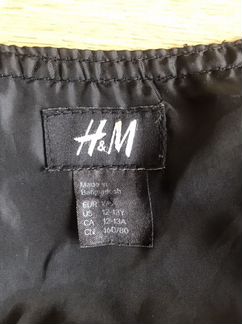 H&M
Made in
Bangladesh
EUR
US 12-13Y
CA 12-13A
CN 160/80